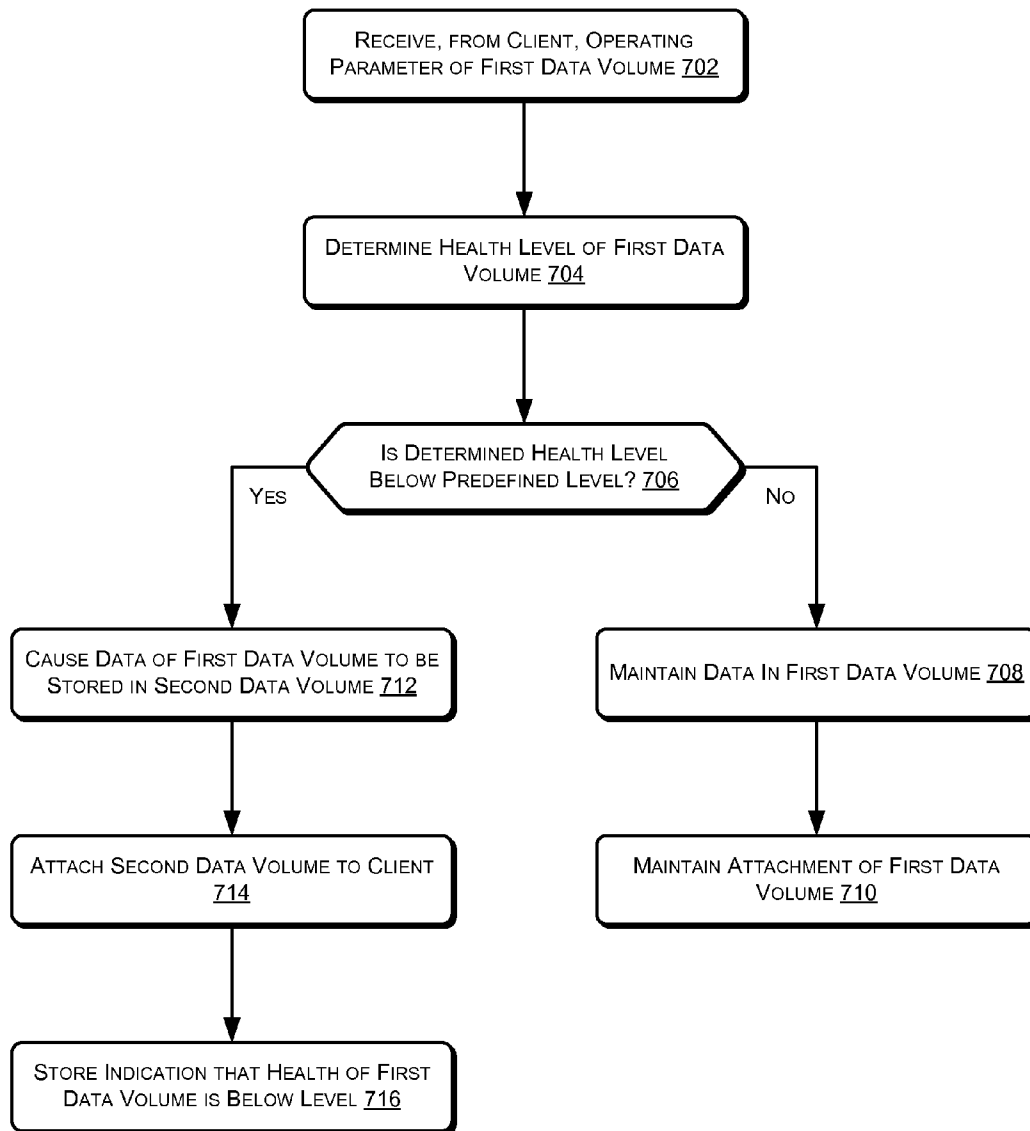 RECEIVE, FROM CLIENT, OPERATING
PARAMETER OF FIRST DATA VOLUME 702
DETERMINE HEALTH LEVEL OF FIRST DATA
VOLUME 704
IS DETERMINED HEALTH LEVEL
BELOW PREDEFINED LEVEL? 706
YES
NO
CAUSE DATA OF FIRST DATA VOLUME TO BE
STORED IN SECOND DATA VOLUME 712
MAINTAIN DATA IN FIRST DATA VOLUME 708
ATTACH SECOND DATA VOLUME TO CLIENT
714
MAINTAIN ATTACHMENT OF FIRST DATA
VOLUME 710
STORE INDICATION THAT HEALTH OF FIRST
DATA VOLUME IS BELOW LEVEL 716